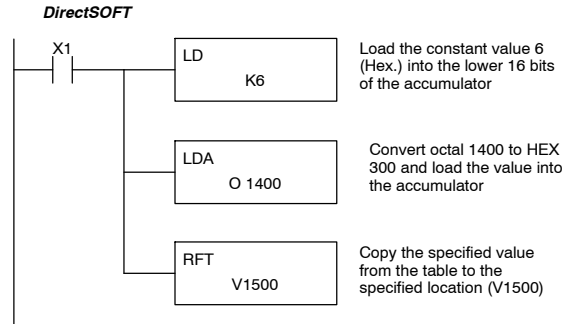 DirectSOFT
X1
LD
K6
Load the constant value 6
(Hex.) into the lower 16 bits
of the accumulator
LDA
O 1400
Convert octal 1400 to HEX
300 and load the value into
the accumulator
RFT
V1500
Copy the specified value
from the table to the
specified location (V1500)